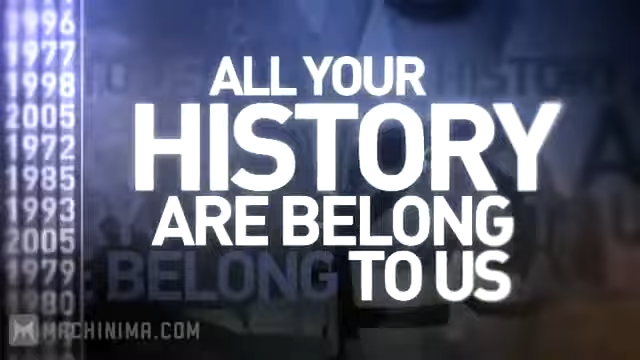 1996
1977
1998
2005
1972
1985
1993
2005
1979
1980
ALL YOUR
HISTORY
ARE BELONG
BELONG TO US
MACHINIMA.COM